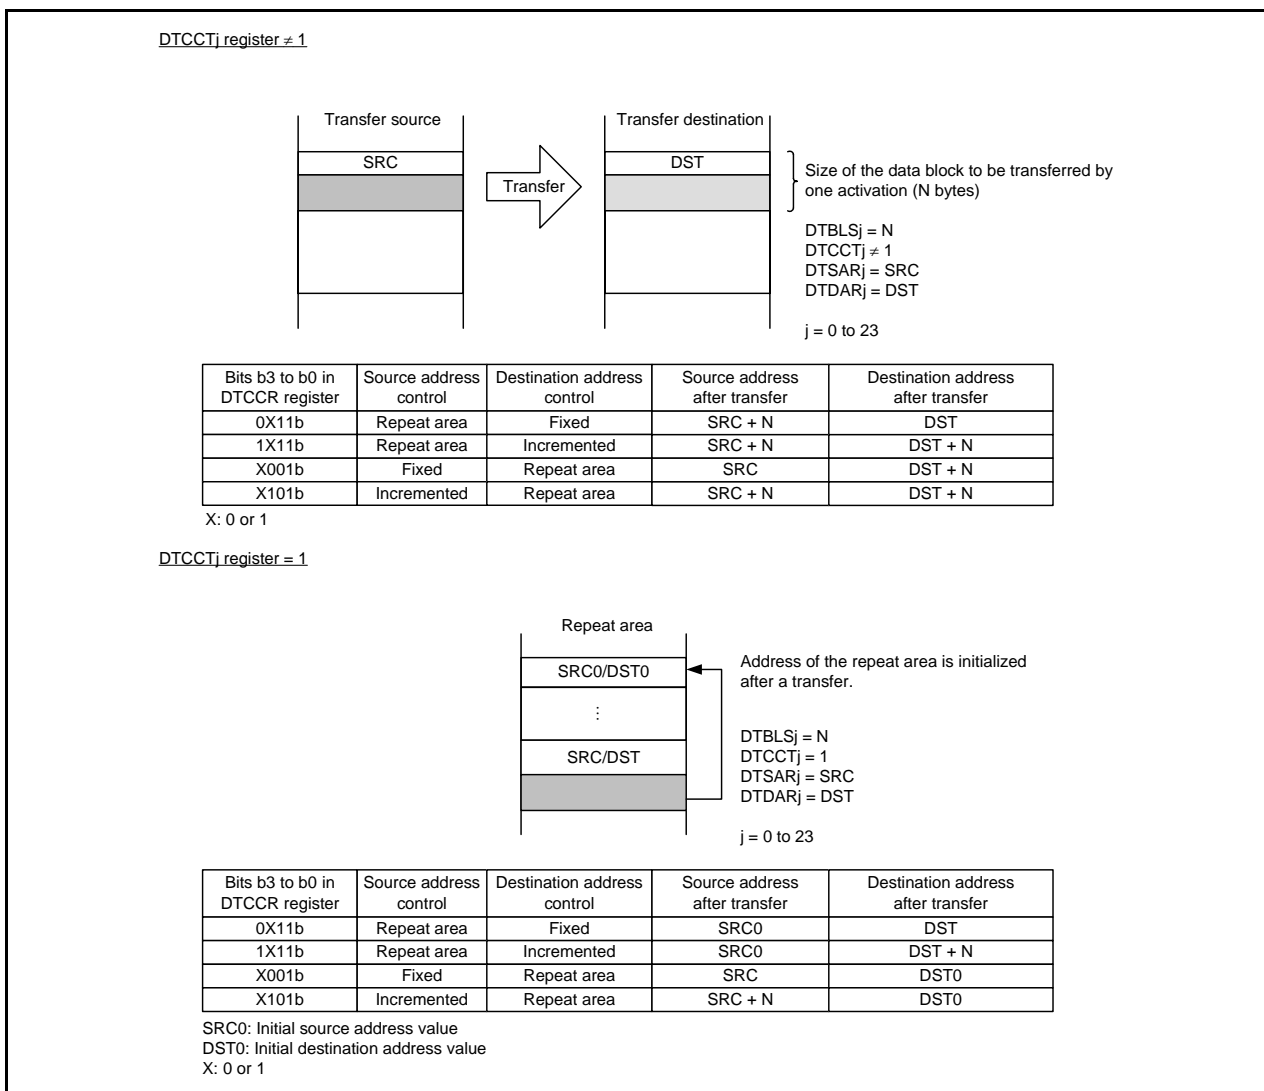 DTCCTj register ≠ 1
Transfer source
Transfer destination
SRC
DST
Transfer
Size of the data block to be transferred by
one activation (N bytes)
DTBLSj = N
DTCCTj ≠ 1
DTSARj = SRC
DTDARj = DST
j = 0 to 23
Bits b3 to b0 in DTCCR register | Source address control | Destination address control | Source address after transfer | Destination address after transfer
0X11b | Repeat area | Fixed | SRC + N | DST
1X11b | Repeat area | Incremented | SRC + N | DST + N
X001b | Fixed | Repeat area | SRC | DST + N
X101b | Incremented | Repeat area | SRC + N | DST + N
X: 0 or 1
DTCCTj register = 1
Repeat area
SRC0/DST0
⋮
SRC/DST
Address of the repeat area is initialized
after a transfer.
DTBLSj = N
DTCCTj = 1
DTSARj = SRC
DTDARj = DST
j = 0 to 23
Bits b3 to b0 in DTCCR register | Source address control | Destination address control | Source address after transfer | Destination address after transfer
0X11b | Repeat area | Fixed | SRC0 | DST
1X11b | Repeat area | Incremented | SRC0 | DST + N
X001b | Fixed | Repeat area | SRC | DST0
X101b | Incremented | Repeat area | SRC + N | DST0
SRC0: Initial source address value
DST0: Initial destination address value
X: 0 or 1